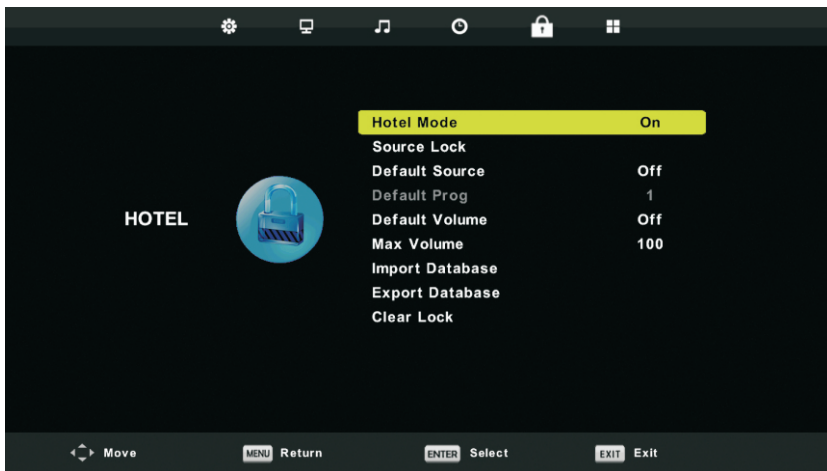 HOTEL
Hotel Mode On
Source Lock
Default Source Off
Default Prog 1
Default Volume Off
Max Volume 100
Import Database
Export Database
Clear Lock
Move MENU Return ENTER Select EXIT Exit